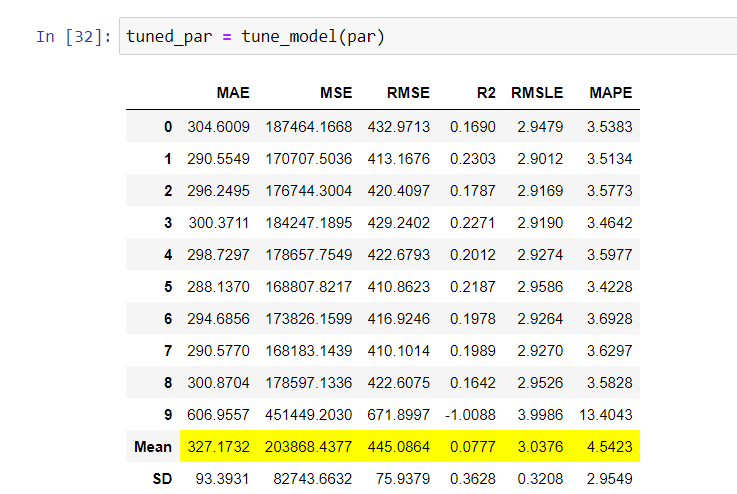 In [32]: tuned_par = tune_model(par)
MAE MSE RMSE R2 RMSLE MAPE
0 304.6009 187464.1668 432.9713 0.1690 2.9479 3.5383
1 290.5549 170707.5036 413.1676 0.2303 2.9012 3.5134
2 296.2495 176744.3004 420.4097 0.1787 2.9169 3.5773
3 300.3711 184247.1895 429.2402 0.2271 2.9190 3.4642
4 298.7297 178657.7549 422.6793 0.2012 2.9274 3.5977
5 288.1370 168807.8217 410.8623 0.2187 2.9586 3.4228
6 294.6856 173826.1599 416.9246 0.1978 2.9264 3.6928
7 290.5770 168183.1439 410.1014 0.1989 2.9270 3.6297
8 300.8704 178597.1336 422.6075 0.1642 2.9526 3.5828
9 606.9557 451449.2030 671.8997 -1.0088 3.9986 13.4043
Mean 327.1732 203868.4377 445.0864 0.0777 3.0376 4.5423
SD 93.3931 82743.6632 75.9379 0.3628 0.3208 2.9549